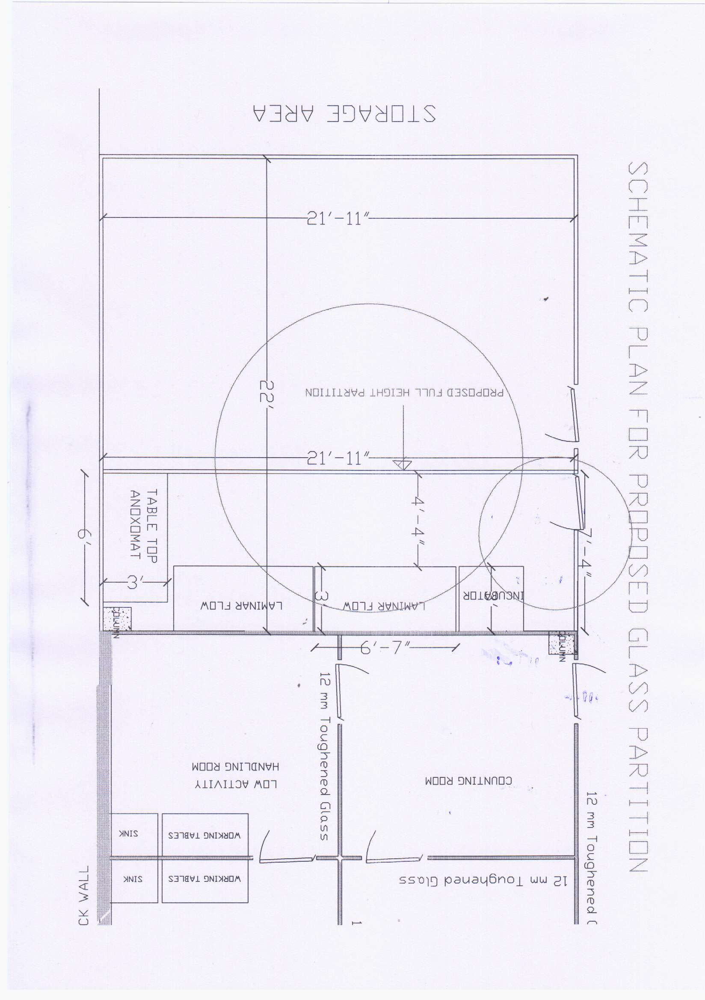 SCHEMATIC PLAN FOR PROPOSED GLASS PARTITION
STORAGE AREA
21'-11"
22'
PROPOSED FULL HEIGHT PARTITION
21'-11"
6'
TABLE TOP
ANOXOMAT
3'
4'-4"
7'-4"
LAMINAR FLOW
3'
LAMINAR FLOW
INCUBATOR
3'
COLUMN
COLUMN
6'-7"
12 mm Toughened Glass
LOW ACTIVITY
HANDLING ROOM
COUNTING ROOM
12 mm Toughened (
SINK
WORKING TABLES
SINK
WORKING TABLES
12 mm Toughened Glass
CK WALL
1